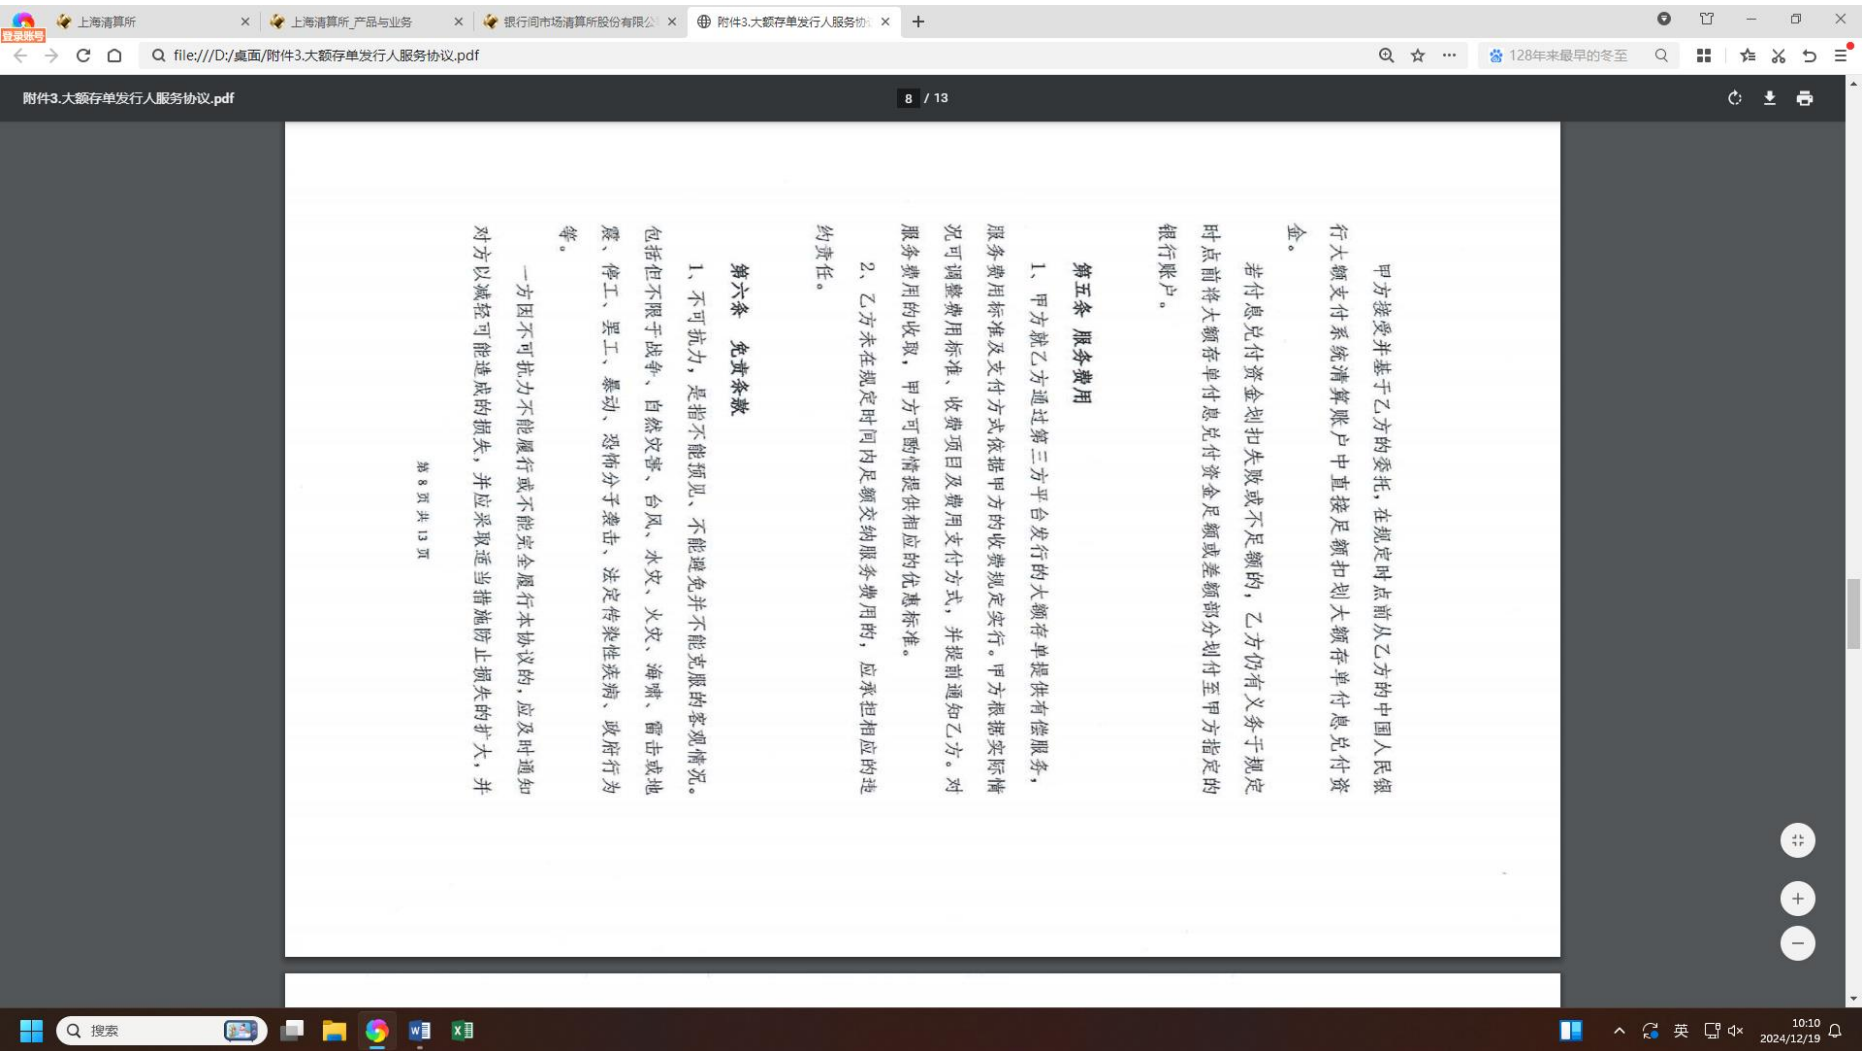 上海清算所
上海清算所_产品与业务
银行间市场清算所股份有限公
附件3.大额存单发行人服务协
登录账号
file:///D:/桌面/附件3.大额存单发行人服务协议.pdf
128年来最早的冬至
附件3.大额存单发行人服务协议.pdf
8 / 13
甲方接受并基于乙方的委托，在规定时点前从乙方的中国人民银
行大额支付系统清算账户中直接足额扣划大额存单付息兑付资
金。
若付息兑付资金划扣失败或不足额的，乙方仍有义务于规定
时点前将大额存单付息兑付资金足额或差额部分划付至甲方指定的
银行账户。
第五条 服务费用
1、甲方就乙方通过第三方平台发行的大额存单提供有偿服务，
服务费用标准及支付方式依据甲方的收费规定实行。甲方根据实际情
况可调整费用标准、收费项目及费用支付方式，并提前通知乙方。对
服务费用的收取，甲方可酌情提供相应的优惠标准。
2、乙方未在规定时间内足额交纳服务费用的，应承担相应的违
约责任。
第六条 免责条款
1、不可抗力，是指不能预见、不能避免并不能克服的客观情况。
包括但不限于战争、自然灾害、台风、水灾、火灾、海啸、雷击或地
震、停工、罢工、暴动、恐怖分子袭击、法定传染性疾病、政府行为
等。
一方因不可抗力不能履行或不能完全履行本协议的，应及时通知
对方以减轻可能造成的损失，并应采取适当措施防止损失的扩大，并
第 8 页 共 13 页
搜索
英
10:10
2024/12/19